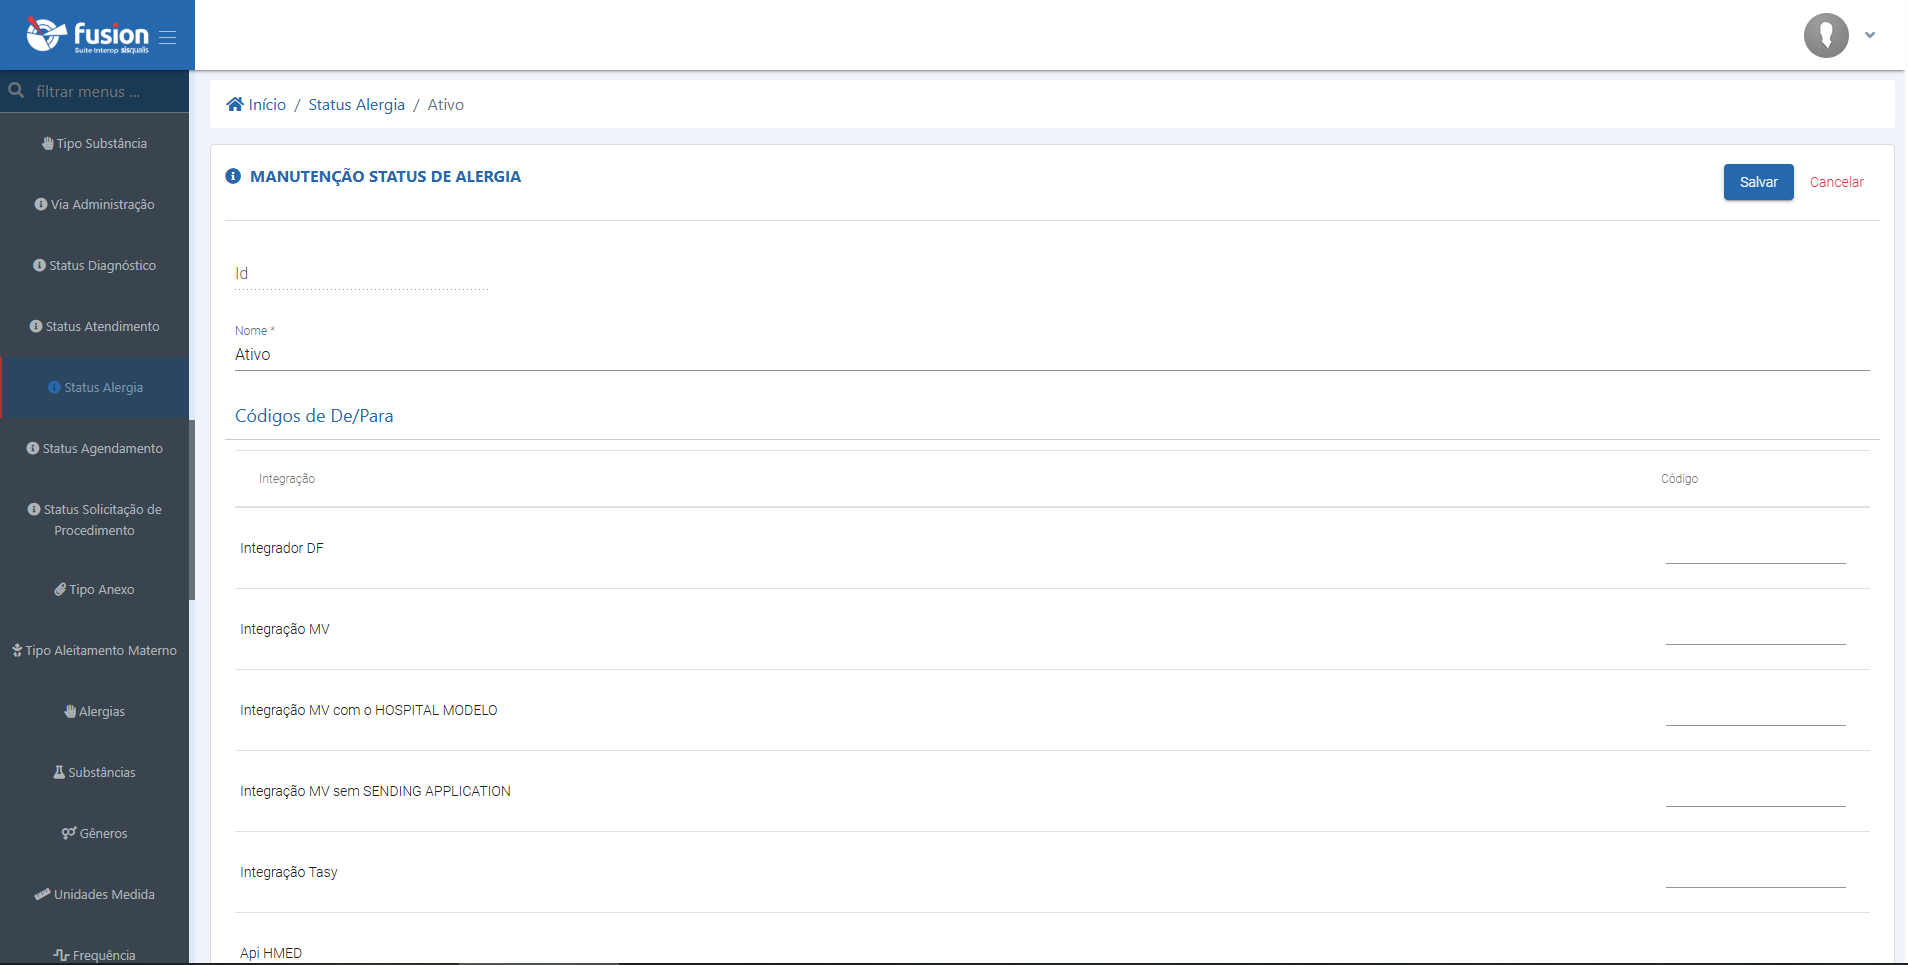 fusion
Suite Interop sisqualis
filtrar menus ...
Tipo Substância
Via Administração
Status Diagnóstico
Status Atendimento
Status Alergia
Status Agendamento
Status Solicitação de
Procedimento
Tipo Anexo
Tipo Aleitamento Materno
Alergias
Substâncias
Gêneros
Unidades Medida
Frequência
Início / Status Alergia / Ativo
MANUTENÇÃO STATUS DE ALERGIA
Salvar
Cancelar
Id
Nome *
Ativo
Códigos de De/Para
Integração
Código
Integrador DF
Integração MV
Integração MV com o HOSPITAL MODELO
Integração MV sem SENDING APPLICATION
Integração Tasy
Api HMED